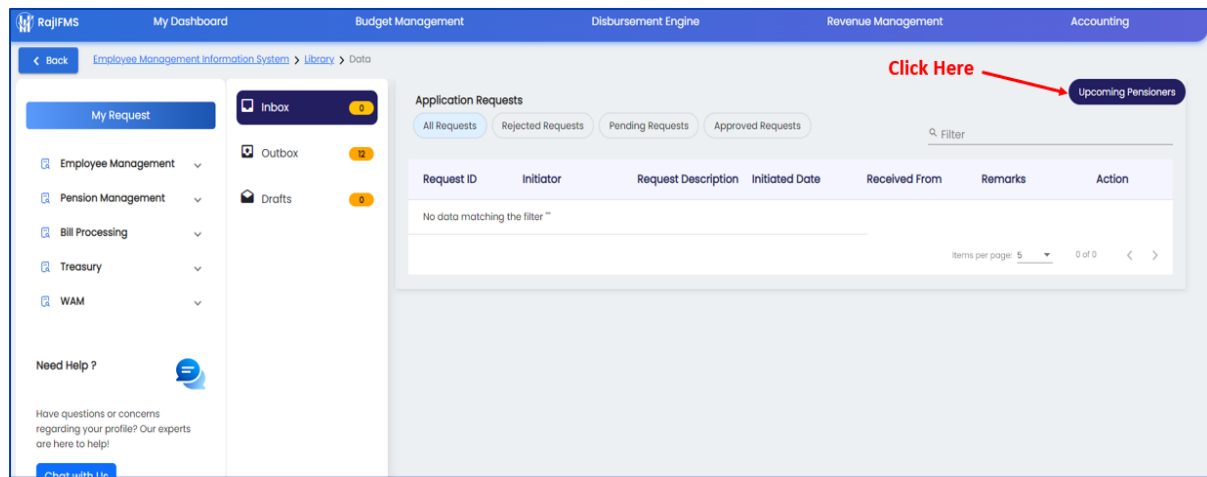 RajIFMS My Dashboard Budget Management Disbursement Engine Revenue Management Accounting
Back Employee Management Information System > Library > Data
Click Here
Upcoming Pensioners
My Request
Employee Management
Pension Management
Bill Processing
Treasury
WAM
Need Help ?
Have questions or concerns
regarding your profile? Our experts
are here to help!
Chat with Us
Inbox 0
Outbox 12
Drafts 0
Application Requests
All Requests Rejected Requests Pending Requests Approved Requests
Filter
Request ID Initiator Request Description Initiated Date Received From Remarks Action
No data matching the filter ""
Items per page: 5 0 of 0